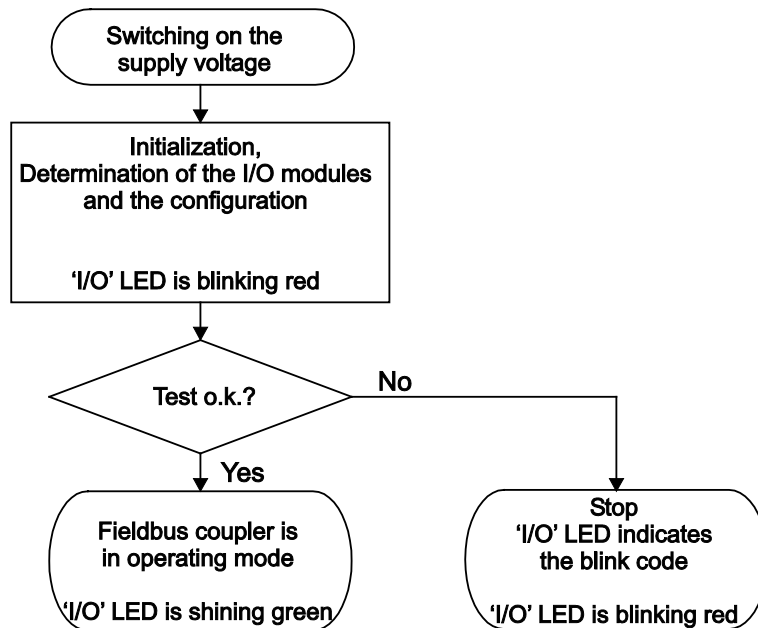 Switching on the
supply voltage
Initialization,
Determination of the I/O modules
and the configuration
‘I/O’ LED is blinking red
Test o.k.?
No
Yes
Fieldbus coupler is
in operating mode
‘I/O’ LED is shining green
Stop
‘I/O’ LED indicates
the blink code
‘I/O’ LED is blinking red